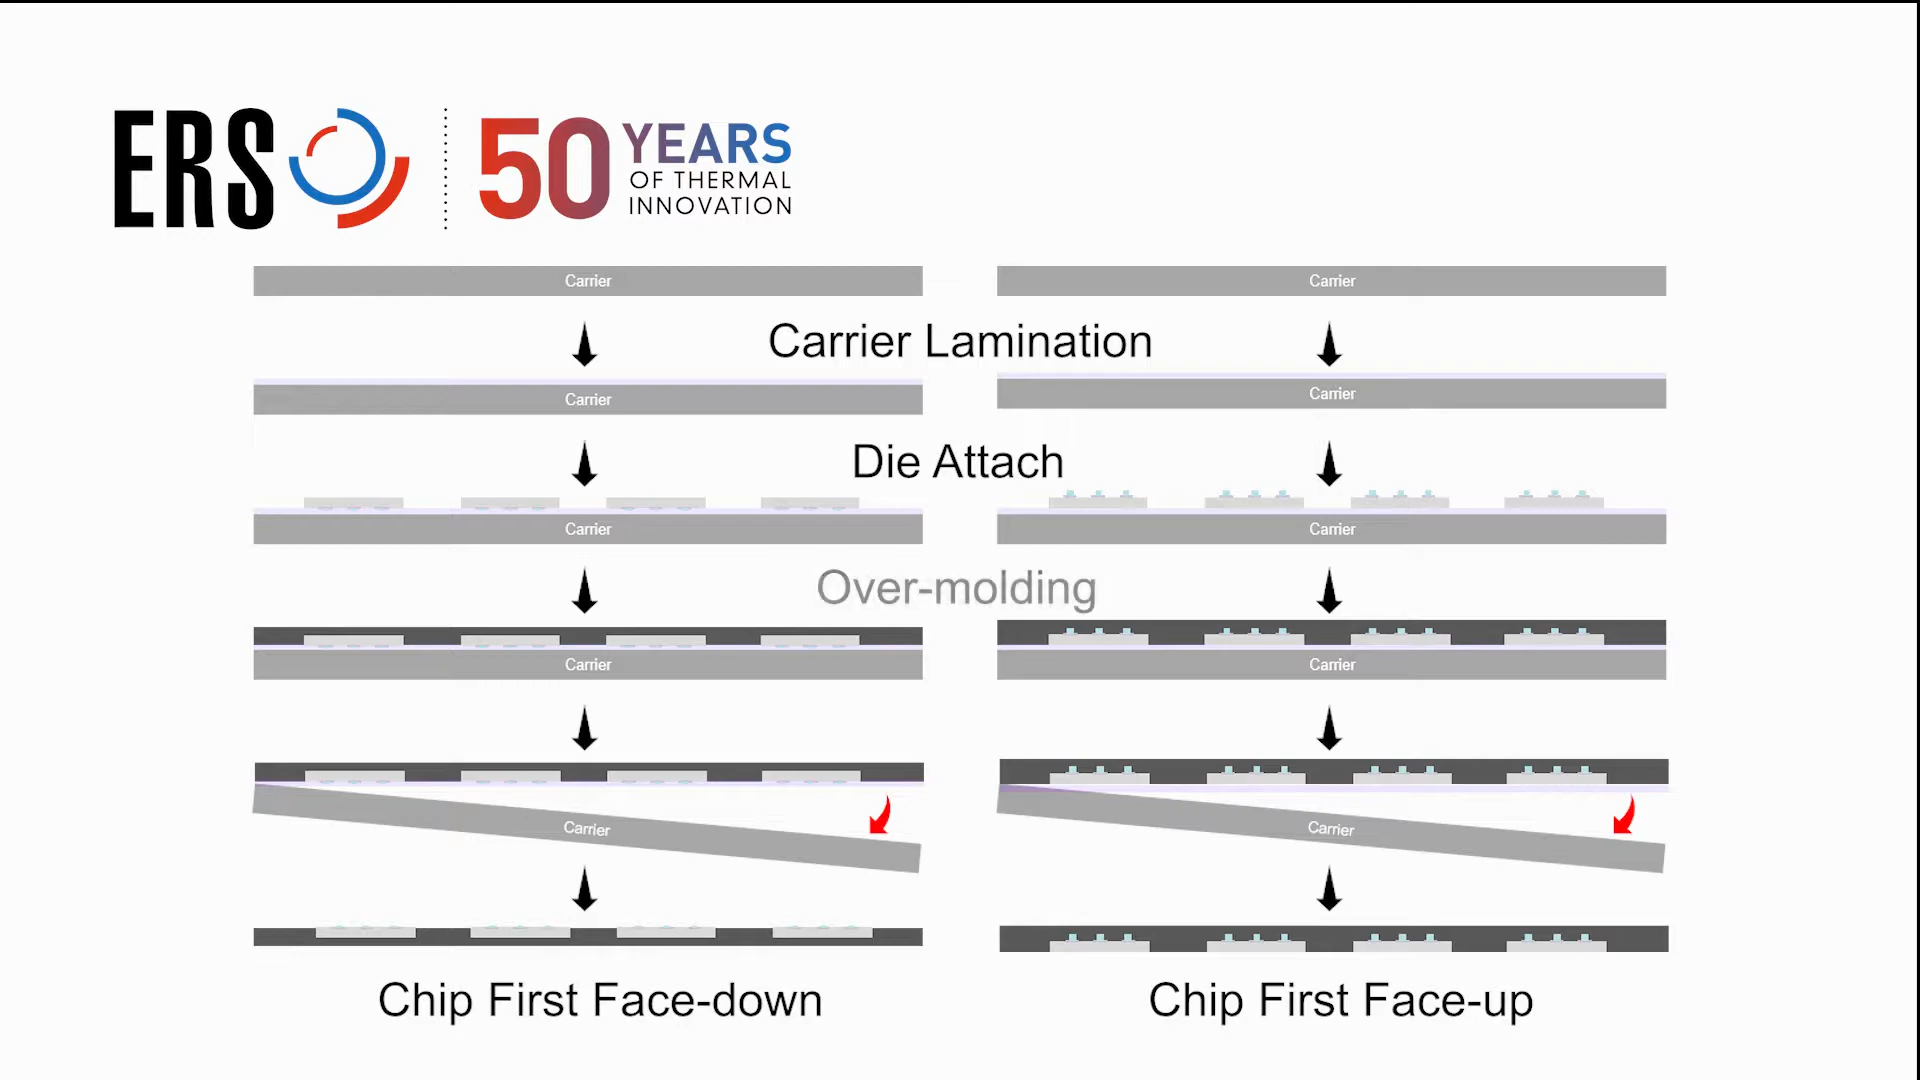 ERS
50 YEARS
OF THERMAL
INNOVATION
Carrier
Carrier
Carrier Lamination
Carrier
Carrier
Die Attach
Carrier
Carrier
Over-molding
Carrier
Carrier
Carrier
Carrier
Chip First Face-down
Chip First Face-up